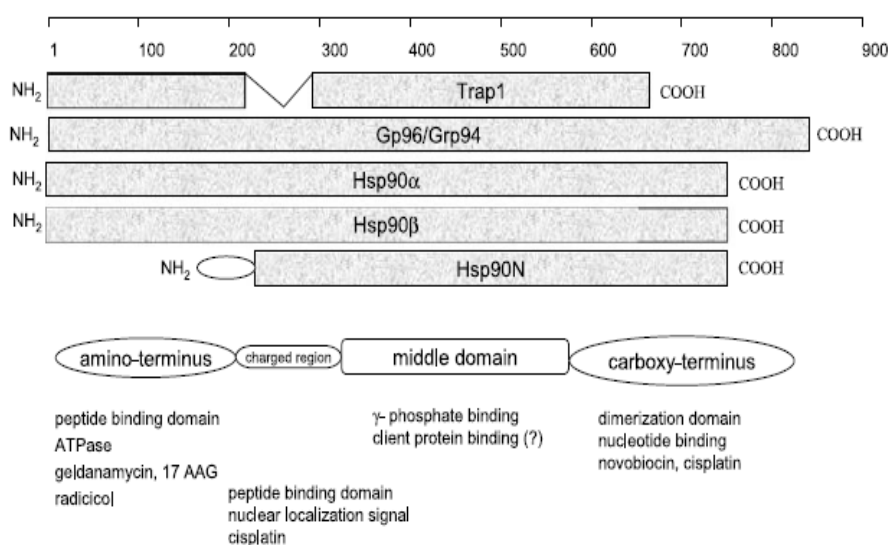 1 100 200 300 400 500 600 700 800 900
NH2 Trap1 COOH
NH2 Gp96/Grp94 COOH
NH2 Hsp90α COOH
NH2 Hsp90β COOH
NH2 Hsp90N COOH
amino-terminus charged region middle domain carboxy-terminus
peptide binding domain
ATPase
geldanamycin, 17 AAG
radicicol
peptide binding domain
nuclear localization signal
cisplatin
γ- phosphate binding
client protein binding (?)
dimerization domain
nucleotide binding
novobiocin, cisplatin